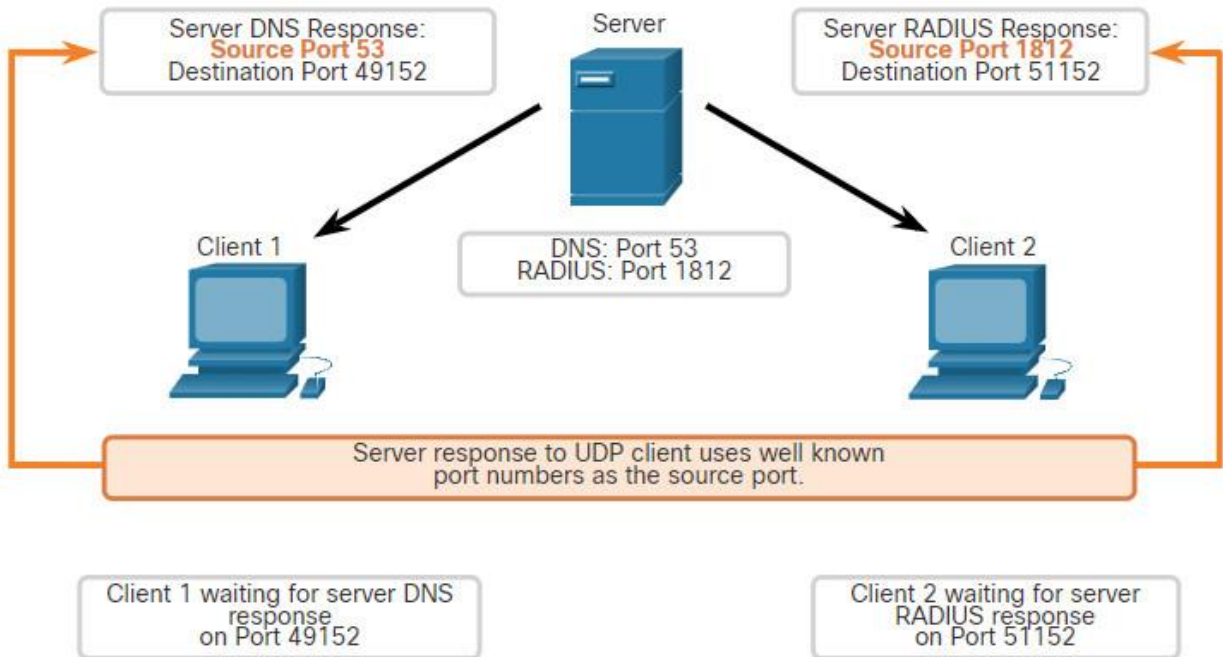 Server DNS Response:
Source Port 53
Destination Port 49152
Server
Server RADIUS Response:
Source Port 1812
Destination Port 51152
Client 1
DNS: Port 53
RADIUS: Port 1812
Client 2
Server response to UDP client uses well known
port numbers as the source port.
Client 1 waiting for server DNS
response
on Port 49152
Client 2 waiting for server
RADIUS response
on Port 51152